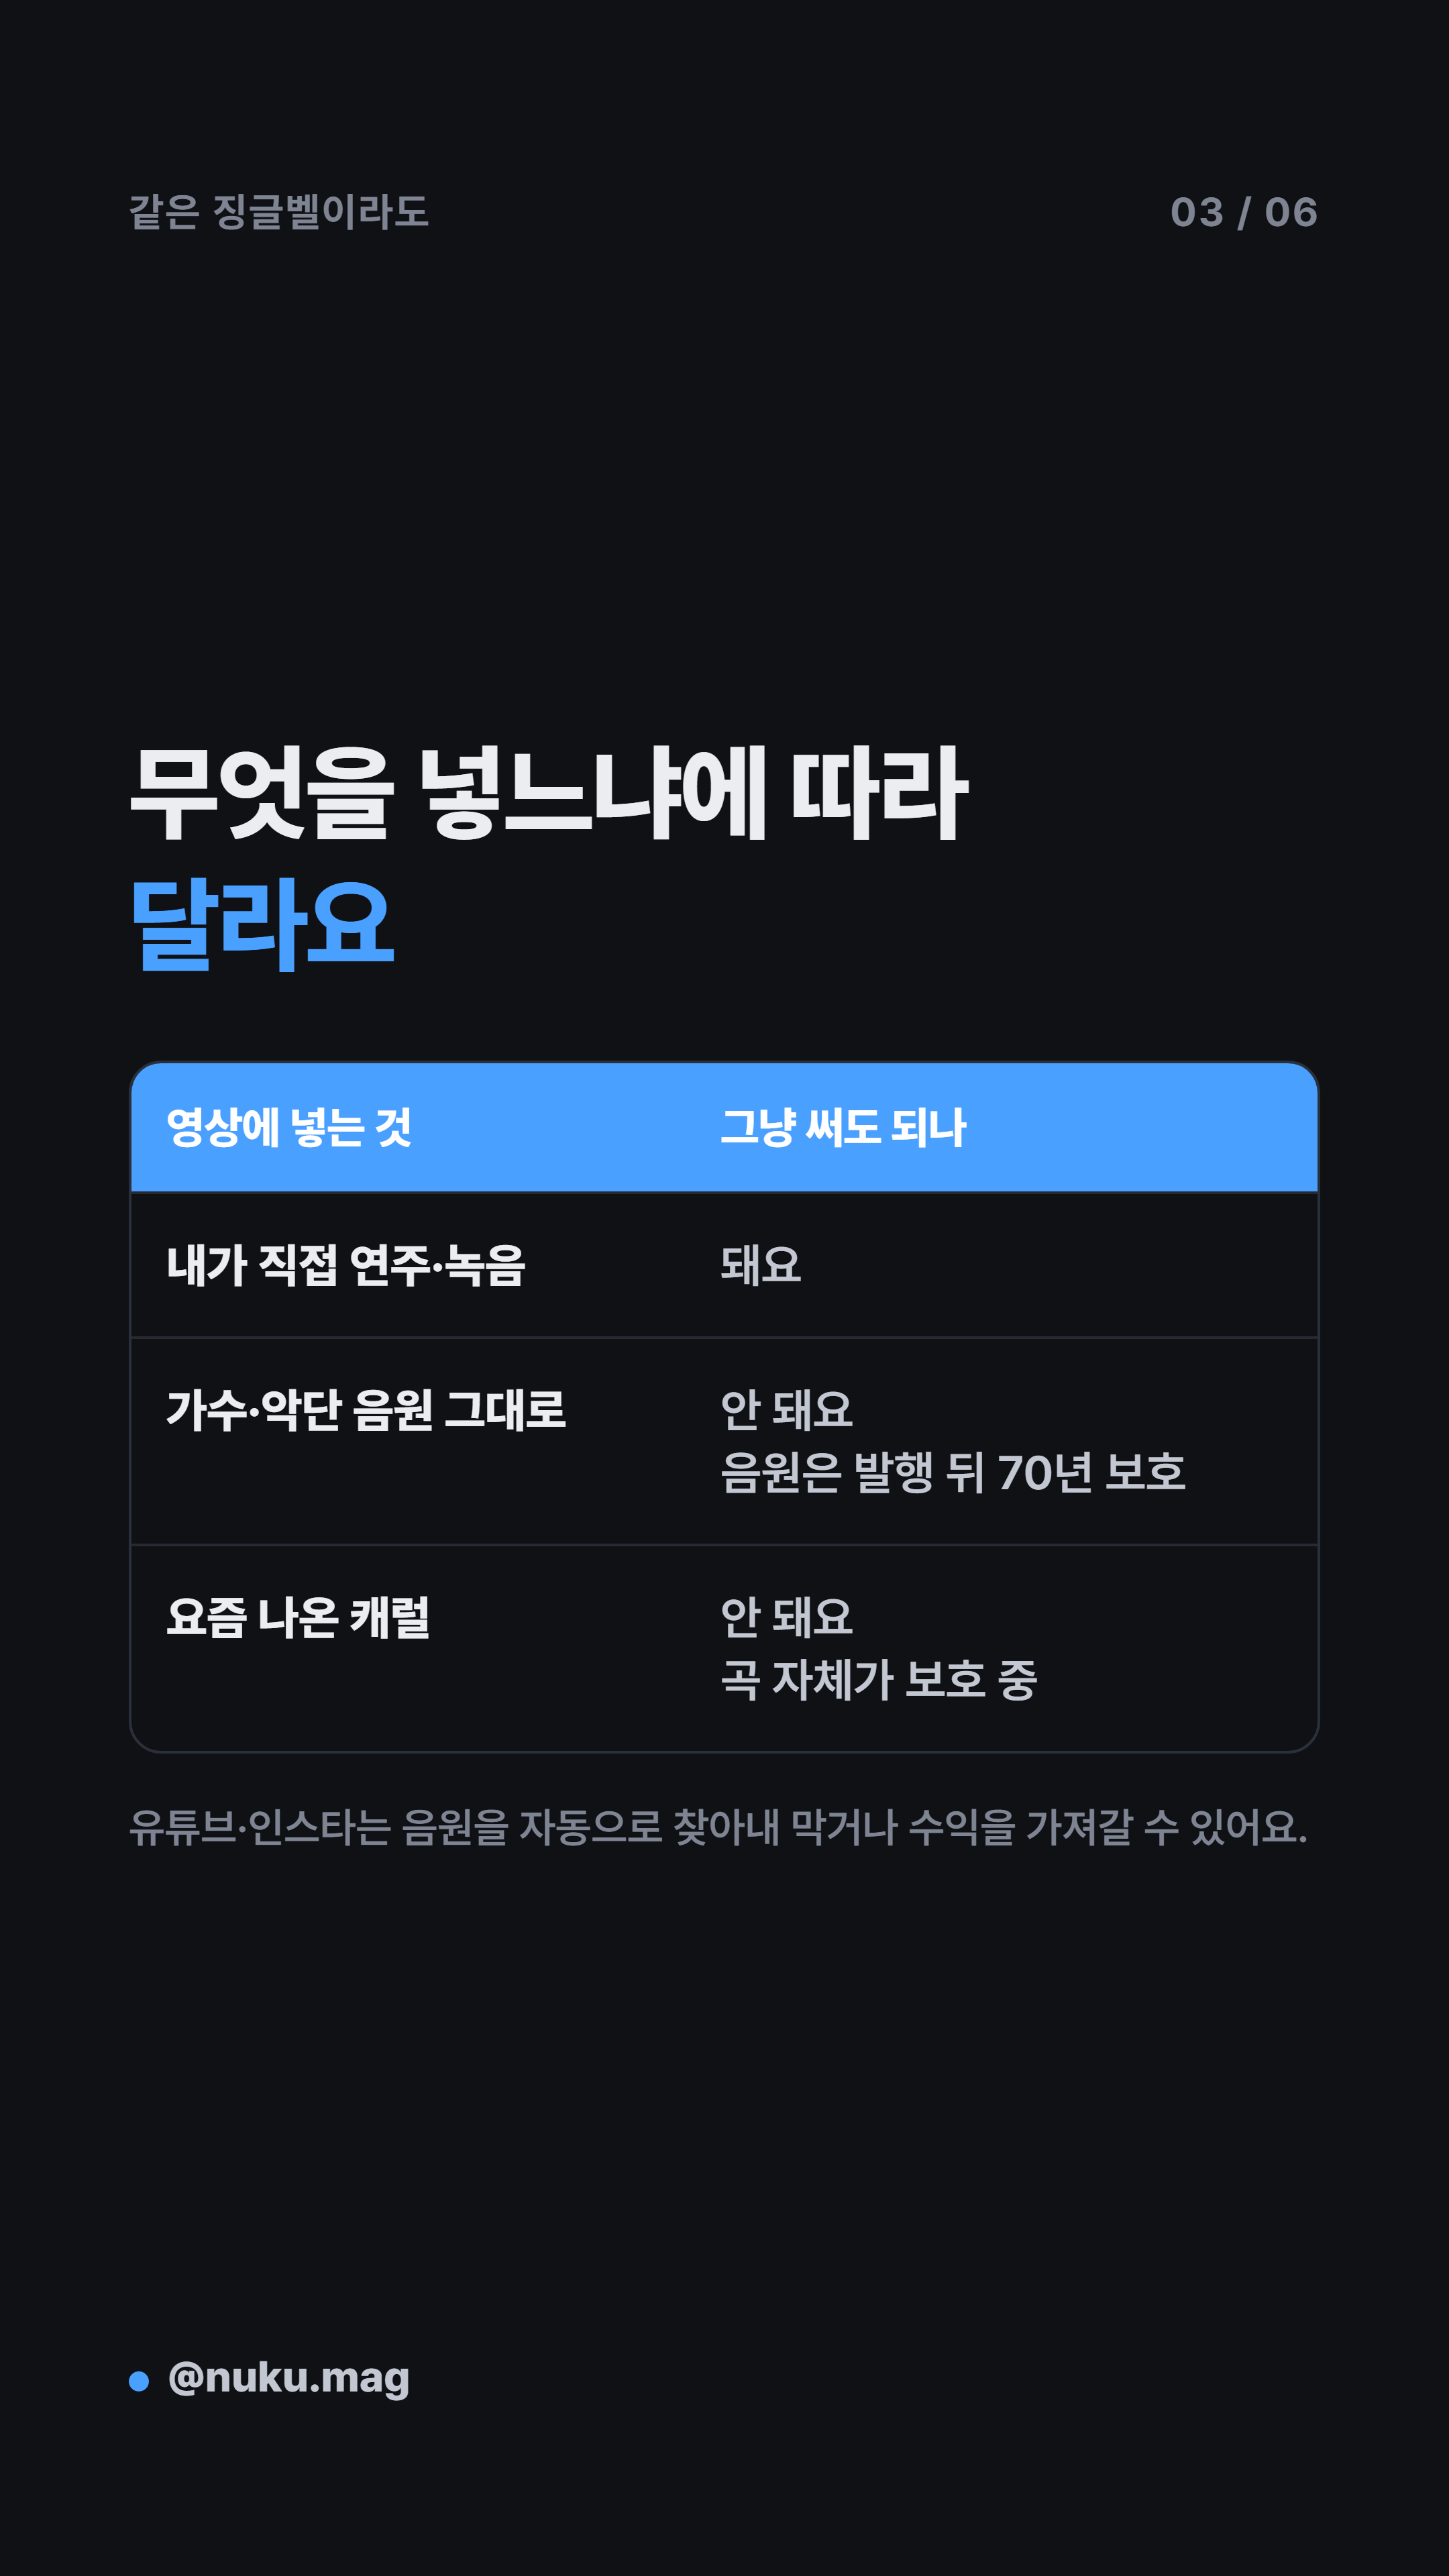 같은 징글벨이라도
03 / 06
무엇을 넣느냐에 따라
달라요
영상에 넣는 것
그냥 써도 되나
내가 직접 연주·녹음
돼요
가수·악단 음원 그대로
안 돼요
음원은 발행 뒤 70년 보호
요즘 나온 캐럴
안 돼요
곡 자체가 보호 중
유튜브·인스타는 음원을 자동으로 찾아내 막거나 수익을 가져갈 수 있어요.
@nuku.mag